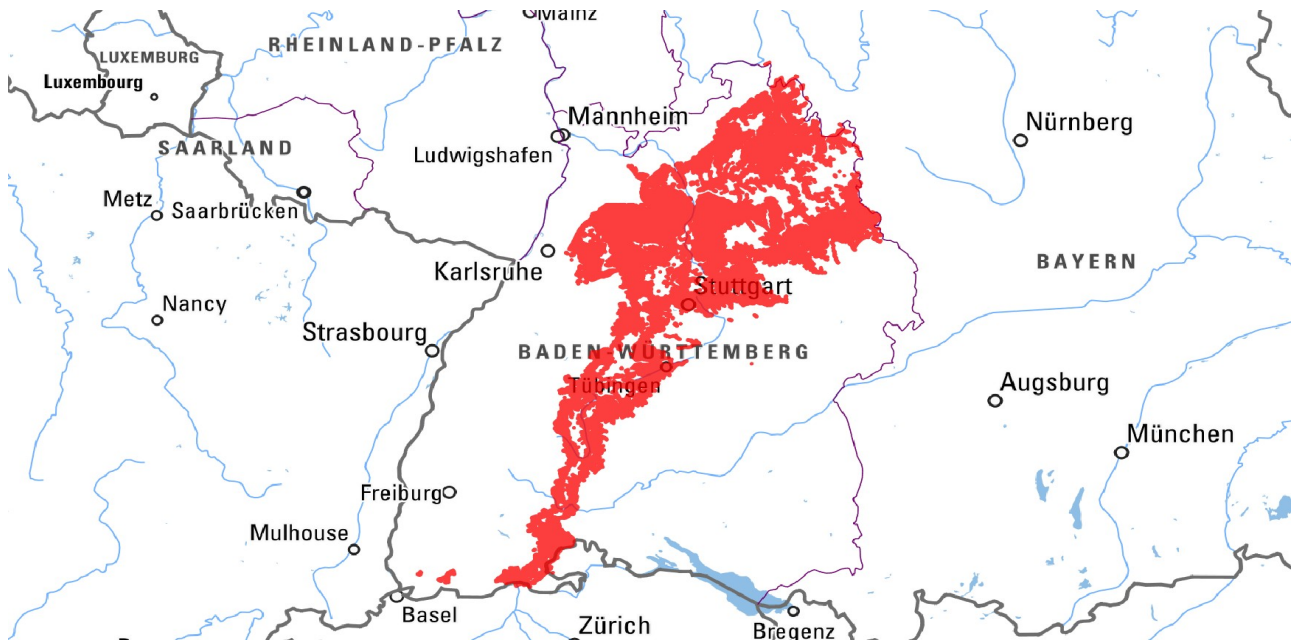 Mainz
RHEINLAND-PFALZ
LUXEMBURG
Luxembourg
Mannheim
Nürnberg
SAARLAND
Ludwigshafen
Metz
Saarbrücken
Karlsruhe
BAYERN
Stuttgart
Nancy
Strasbourg
BADEN-WÜRTTEMBERG
Tübingen
Augsburg
München
Freiburg
Mulhouse
Basel
Zürich
Bregenz